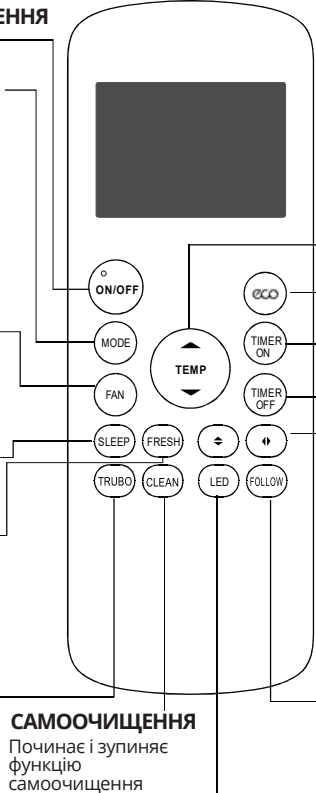 ЕННЯ
ON/OFF
eco
MODE
TEMP
TIMER
ON
FAN
TIMER
OFF
SLEEP
FRESH
TRUBO
CLEAN
LED
FOLLOW
САМООЧИЩЕННЯ
Починає і зупиняє
функцію
самоочищення